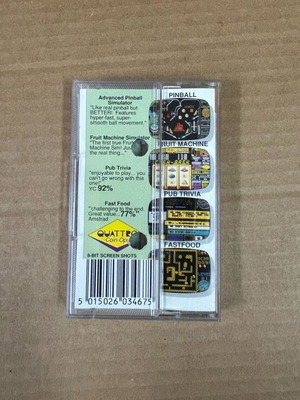 Advanced Pinball
Simulator
"Like real pinball but
BETTER! Features
hyper-fast, super-
smooth ball movement."
Fruit Machine Simulator
"The first true Fruit
Machine Sim! Just
the real thing..."
Pub Trivia
"enjoyable to play... you
can't go wrong with this
one"
YC 92%
Fast Food
"challenging to the end.
Great value. 77%"
Amstrad
QUATTRO
Coin-Ops
8-BIT SCREEN SHOTS
5 015026 034675
PINBALL
FRUIT MACHINE
PUB TRIVIA
FASTFOOD